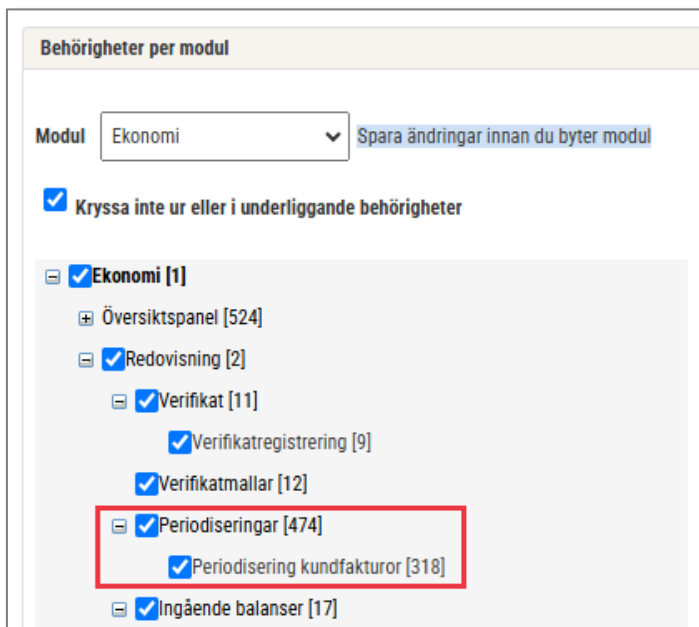 Behörigheter per modul
Modul Ekonomi Spara ändringar innan du byter modul
Kryssa inte ur eller i underliggande behörigheter
Ekonomi [1]
Översiktspanel [524]
Redovisning [2]
Verifikat [11]
Verifikatregistrering [9]
Verifikatmallar [12]
Periodiseringar [474]
Periodisering kundfakturor [318]
Ingående balanser [17]